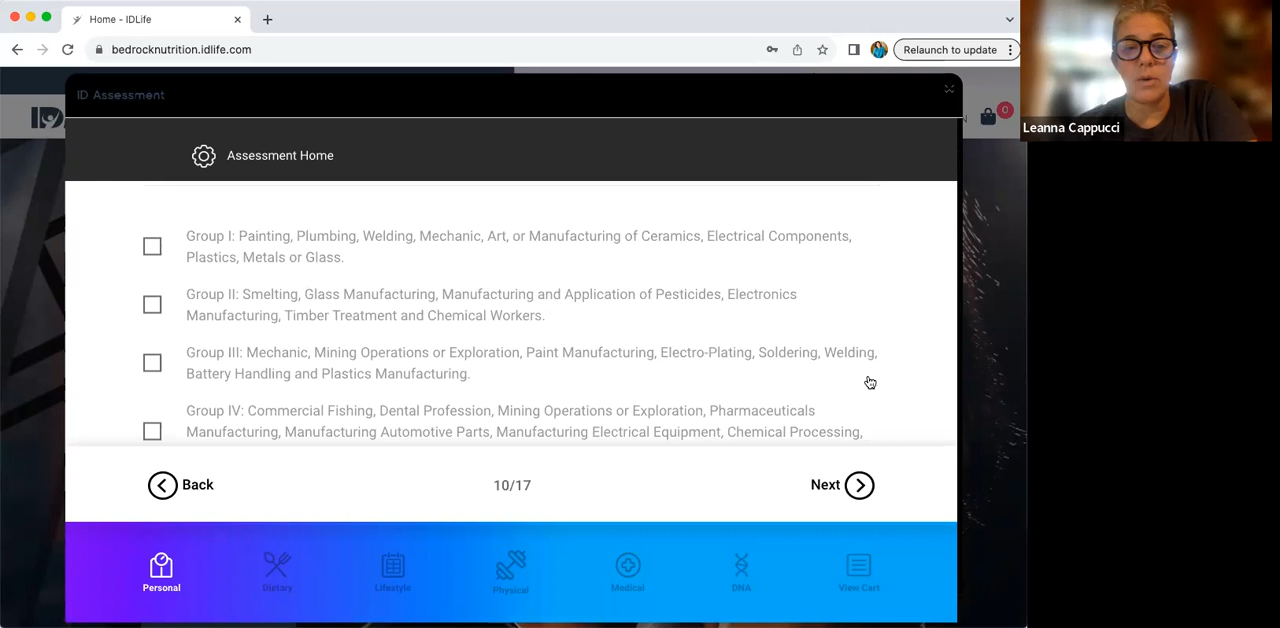 Home - IDLife
bedrocknutrition.idlife.com
Relaunch to update
ID Assessment
ID
N
0
Leanna Cappucci
Assessment Home
Group I: Painting, Plumbing, Welding, Mechanic, Art, or Manufacturing of Ceramics, Electrical Components,
Plastics, Metals or Glass.
Group II: Smelting, Glass Manufacturing, Manufacturing and Application of Pesticides, Electronics
Manufacturing, Timber Treatment and Chemical Workers.
Group III: Mechanic, Mining Operations or Exploration, Paint Manufacturing, Electro-Plating, Soldering, Welding,
Battery Handling and Plastics Manufacturing.
Group IV: Commercial Fishing, Dental Profession, Mining Operations or Exploration, Pharmaceuticals
Manufacturing, Manufacturing Automotive Parts, Manufacturing Electrical Equipment, Chemical Processing,
Back
10/17
Next
Personal
Dietary
Lifestyle
Physical
Medical
DNA
View Cart